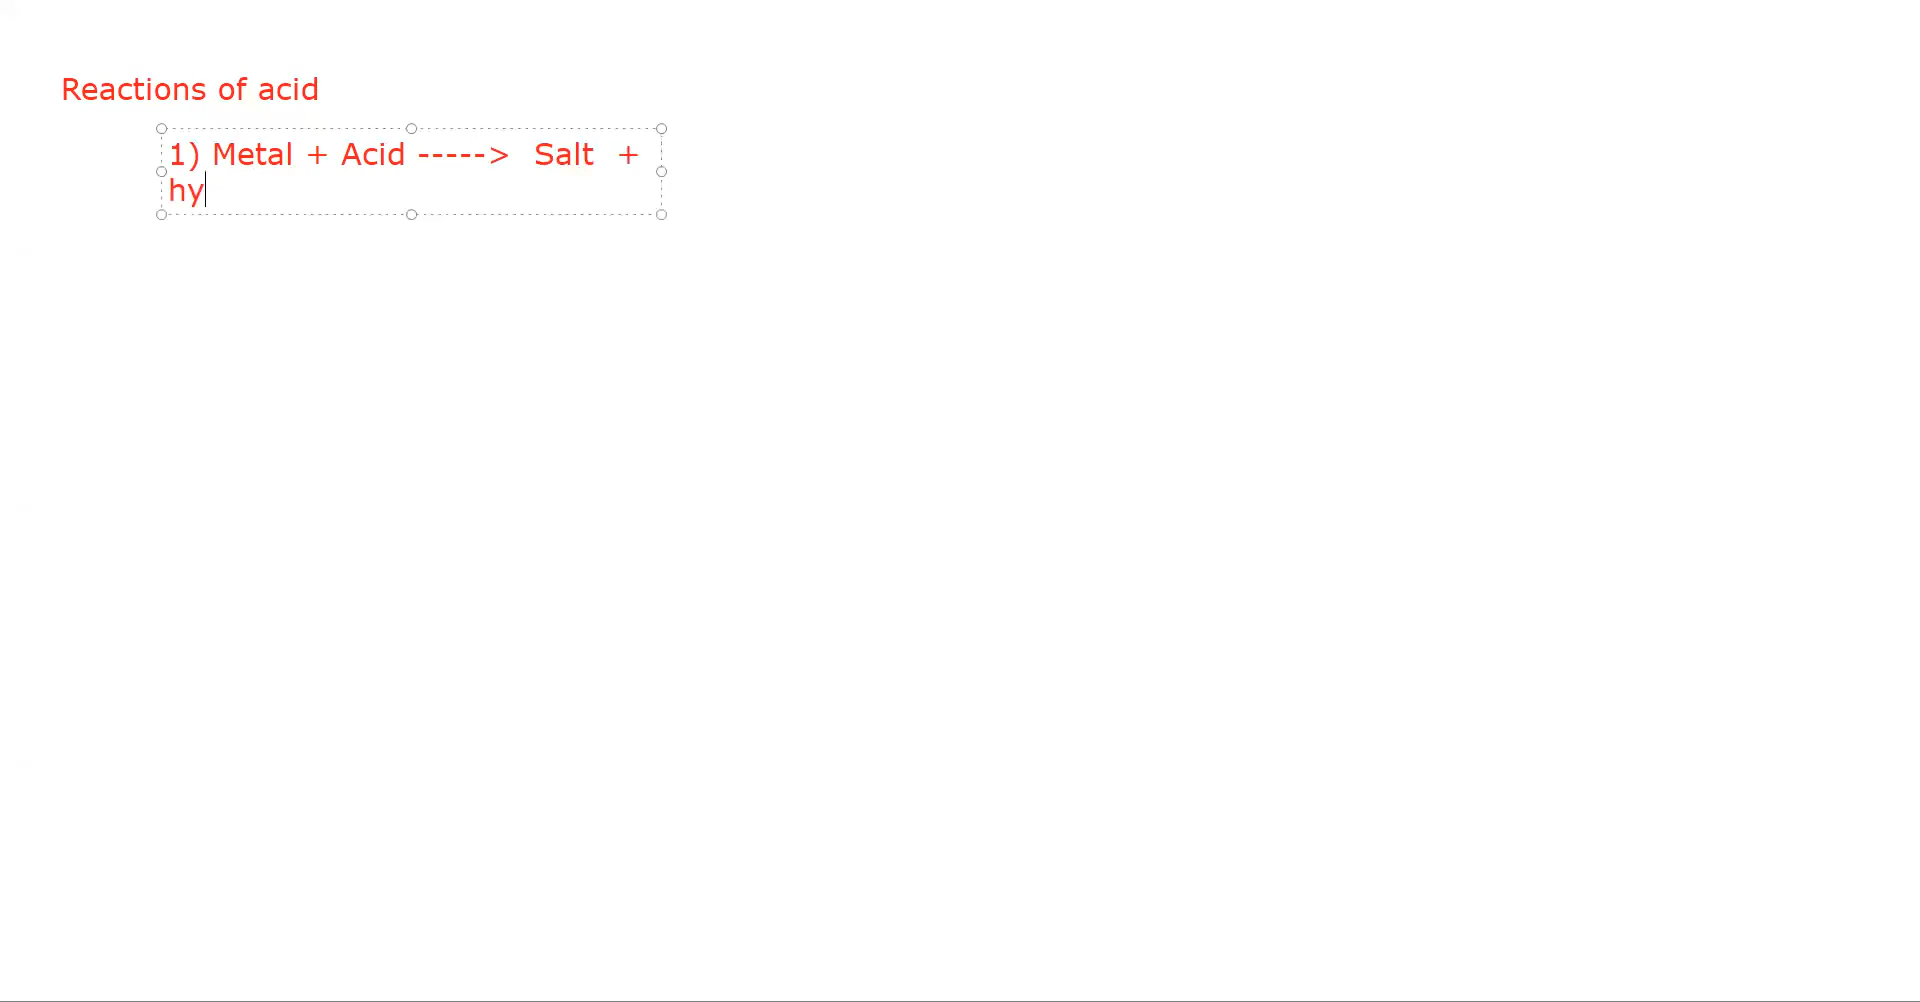 Reactions of acid
1) Metal + Acid -----> Salt +
hy